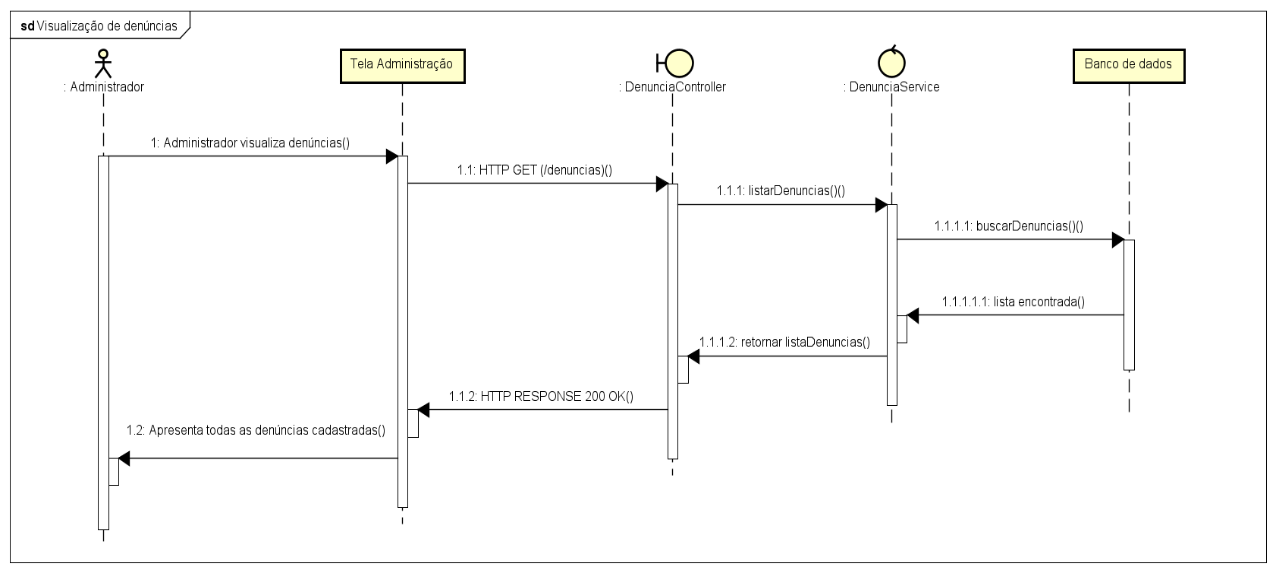 sd Visualização de denúncias
: Administrador
Tela Administração
: DenunciaController
: DenunciaService
Banco de dados
1: Administrador visualiza denúncias()
1.1: HTTP GET (/denuncias)()
1.1.1: listarDenuncias()()
1.1.1.1: buscarDenuncias()()
1.1.1.1.1: lista encontrada()
1.1.1.2: retornar listaDenuncias()
1.1.2: HTTP RESPONSE 200 OK()
1.2: Apresenta todas as denúncias cadastradas()